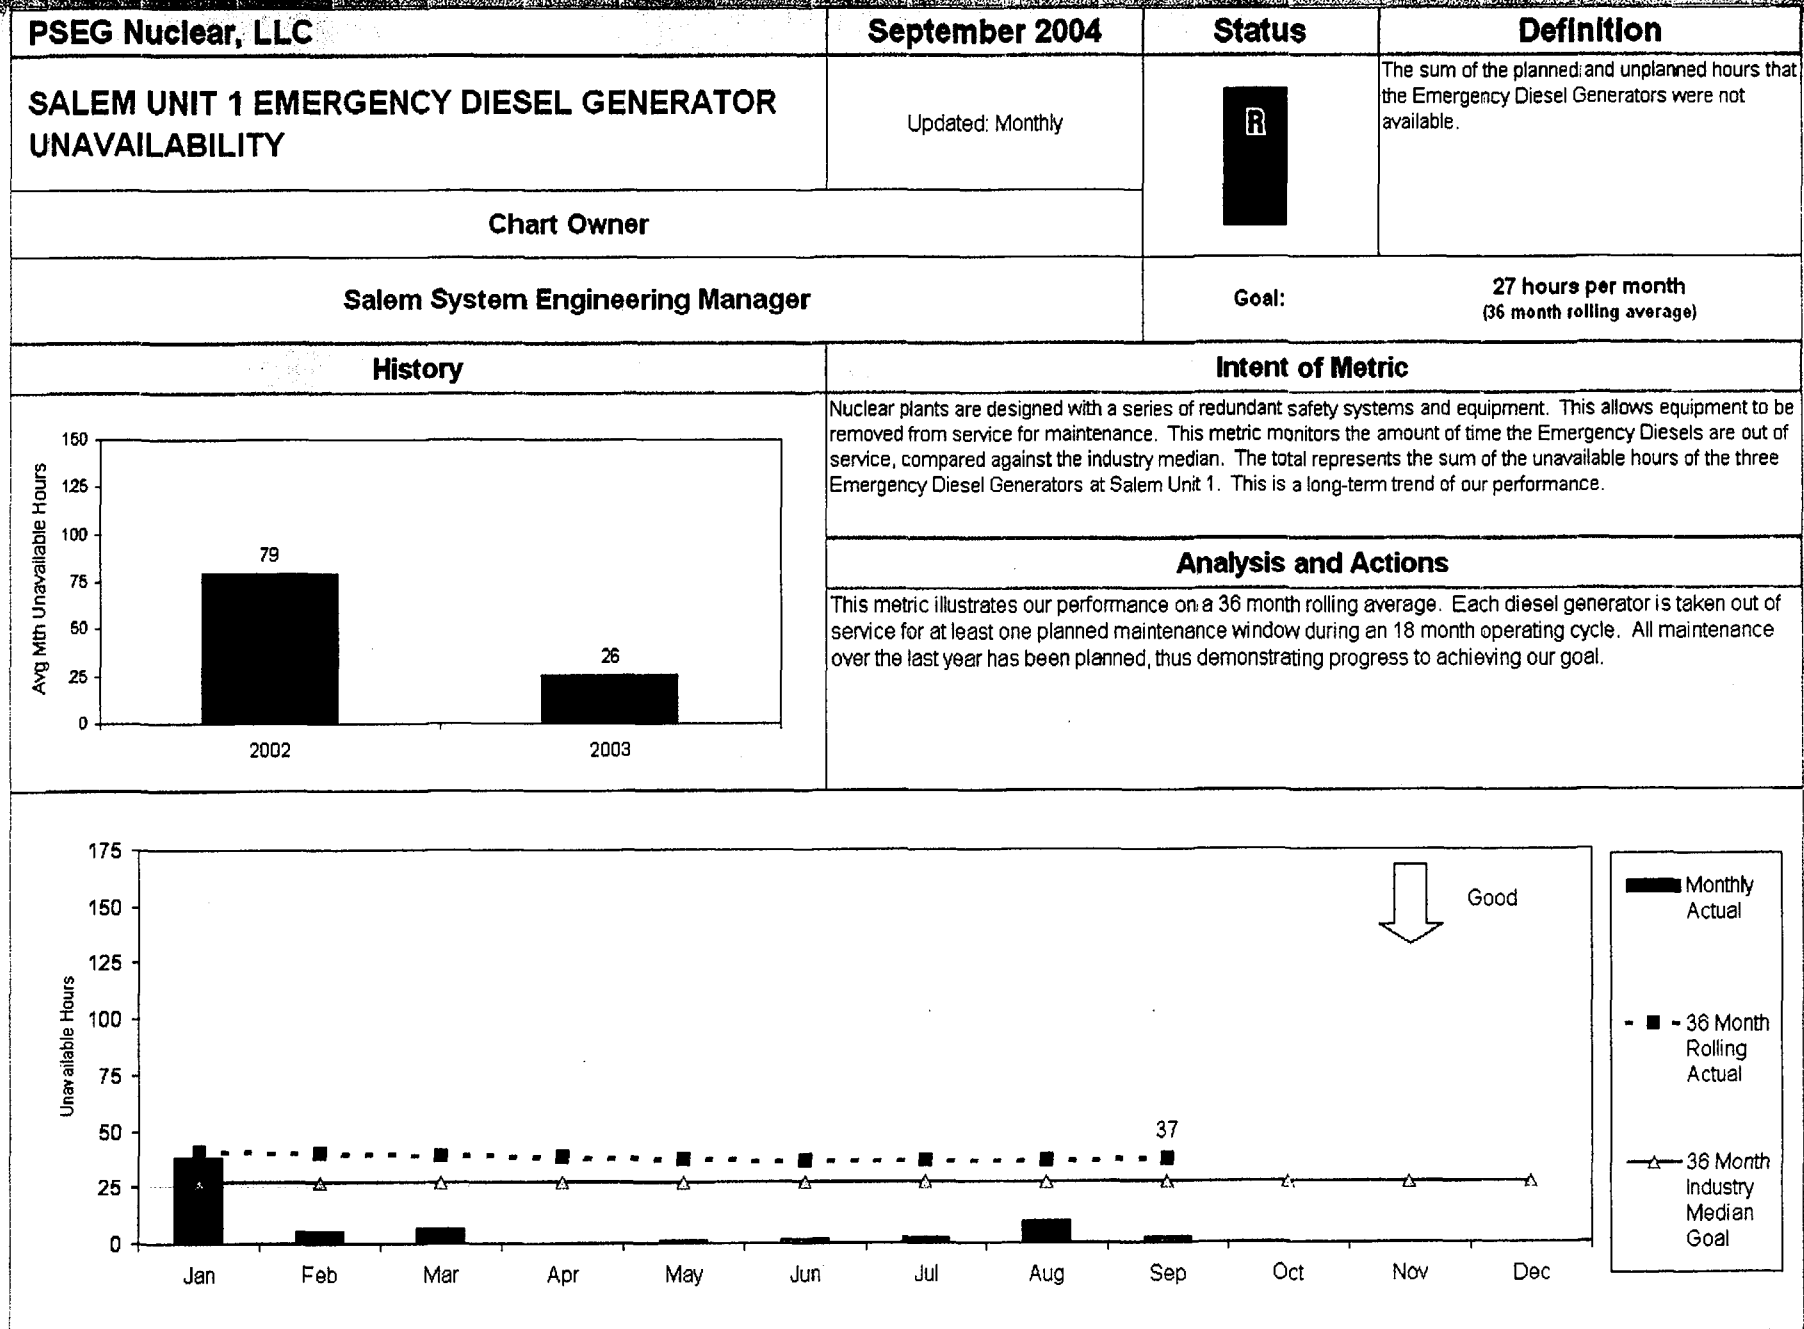 PSEG Nuclear, LLC
September 2004
Status
Definition
SALEM UNIT 1 EMERGENCY DIESEL GENERATOR
UNAVAILABILITY
Updated: Monthly
R
The sum of the planned and unplanned hours that
the Emergency Diesel Generators were not
available.
Chart Owner
Salem System Engineering Manager
Goal:
27 hours per month
(36 month rolling average)
History
Intent of Metric
Nuclear plants are designed with a series of redundant safety systems and equipment. This allows equipment to be
removed from service for maintenance. This metric monitors the amount of time the Emergency Diesels are out of
service, compared against the industry median. The total represents the sum of the unavailable hours of the three
Emergency Diesel Generators at Salem Unit 1. This is a long-term trend of our performance.
Analysis and Actions
This metric illustrates our performance on a 36 month rolling average. Each diesel generator is taken out of
service for at least one planned maintenance window during an 18 month operating cycle. All maintenance
over the last year has been planned, thus demonstrating progress to achieving our goal.
Avg Mth Unavailable Hours
150
125
100
75
50
25
0
79
26
2002
2003
Unavailable Hours
175
150
125
100
75
50
25
0
Good
37
Jan
Feb
Mar
Apr
May
Jun
Jul
Aug
Sep
Oct
Nov
Dec
Monthly
Actual
36 Month
Rolling
Actual
36 Month
Industry
Median
Goal